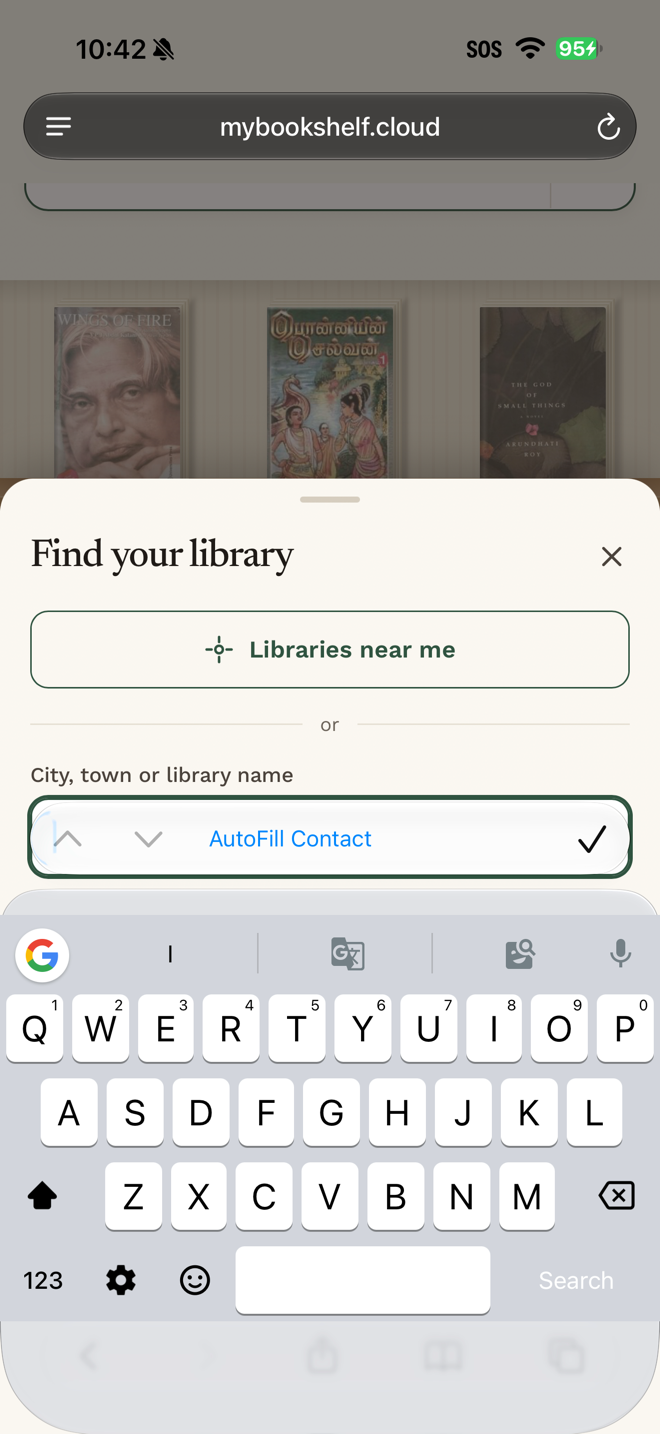 10:42
SOS
95
mybookshelf.cloud
WINGS OF FIRE
பொன்னியின்
செல்வன்
1
THE GOD
OF
SMALL THINGS
A NOVEL
ARUNDHATI
ROY
Find your library
Libraries near me
or
City, town or library name
AutoFill Contact
I
Q 1 W 2 E 3 R 4 T 5 Y 6 U 7 I 8 O 9 P 0
A S D F G H J K L
Z X C V B N M
123
Search